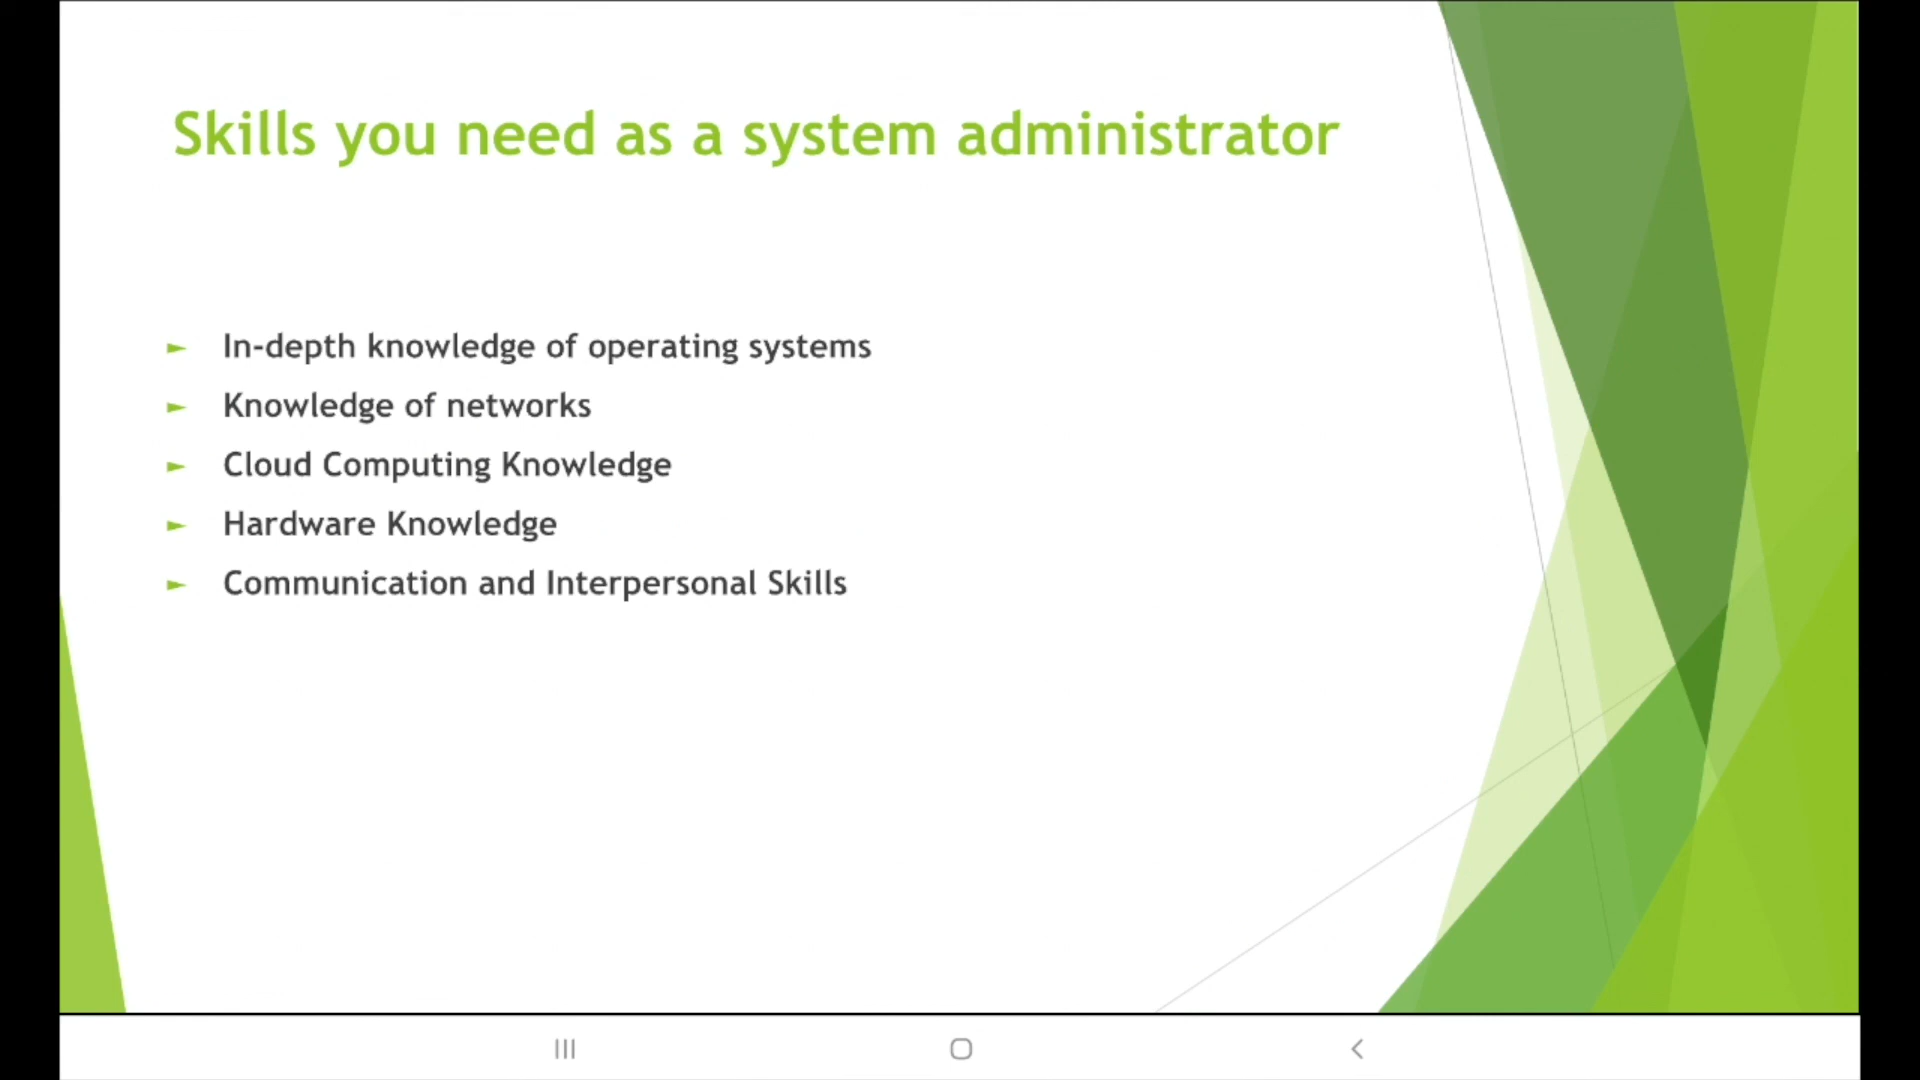 Skills you need as a system administrator
In-depth knowledge of operating systems
Knowledge of networks
Cloud Computing Knowledge
Hardware Knowledge
Communication and Interpersonal Skills